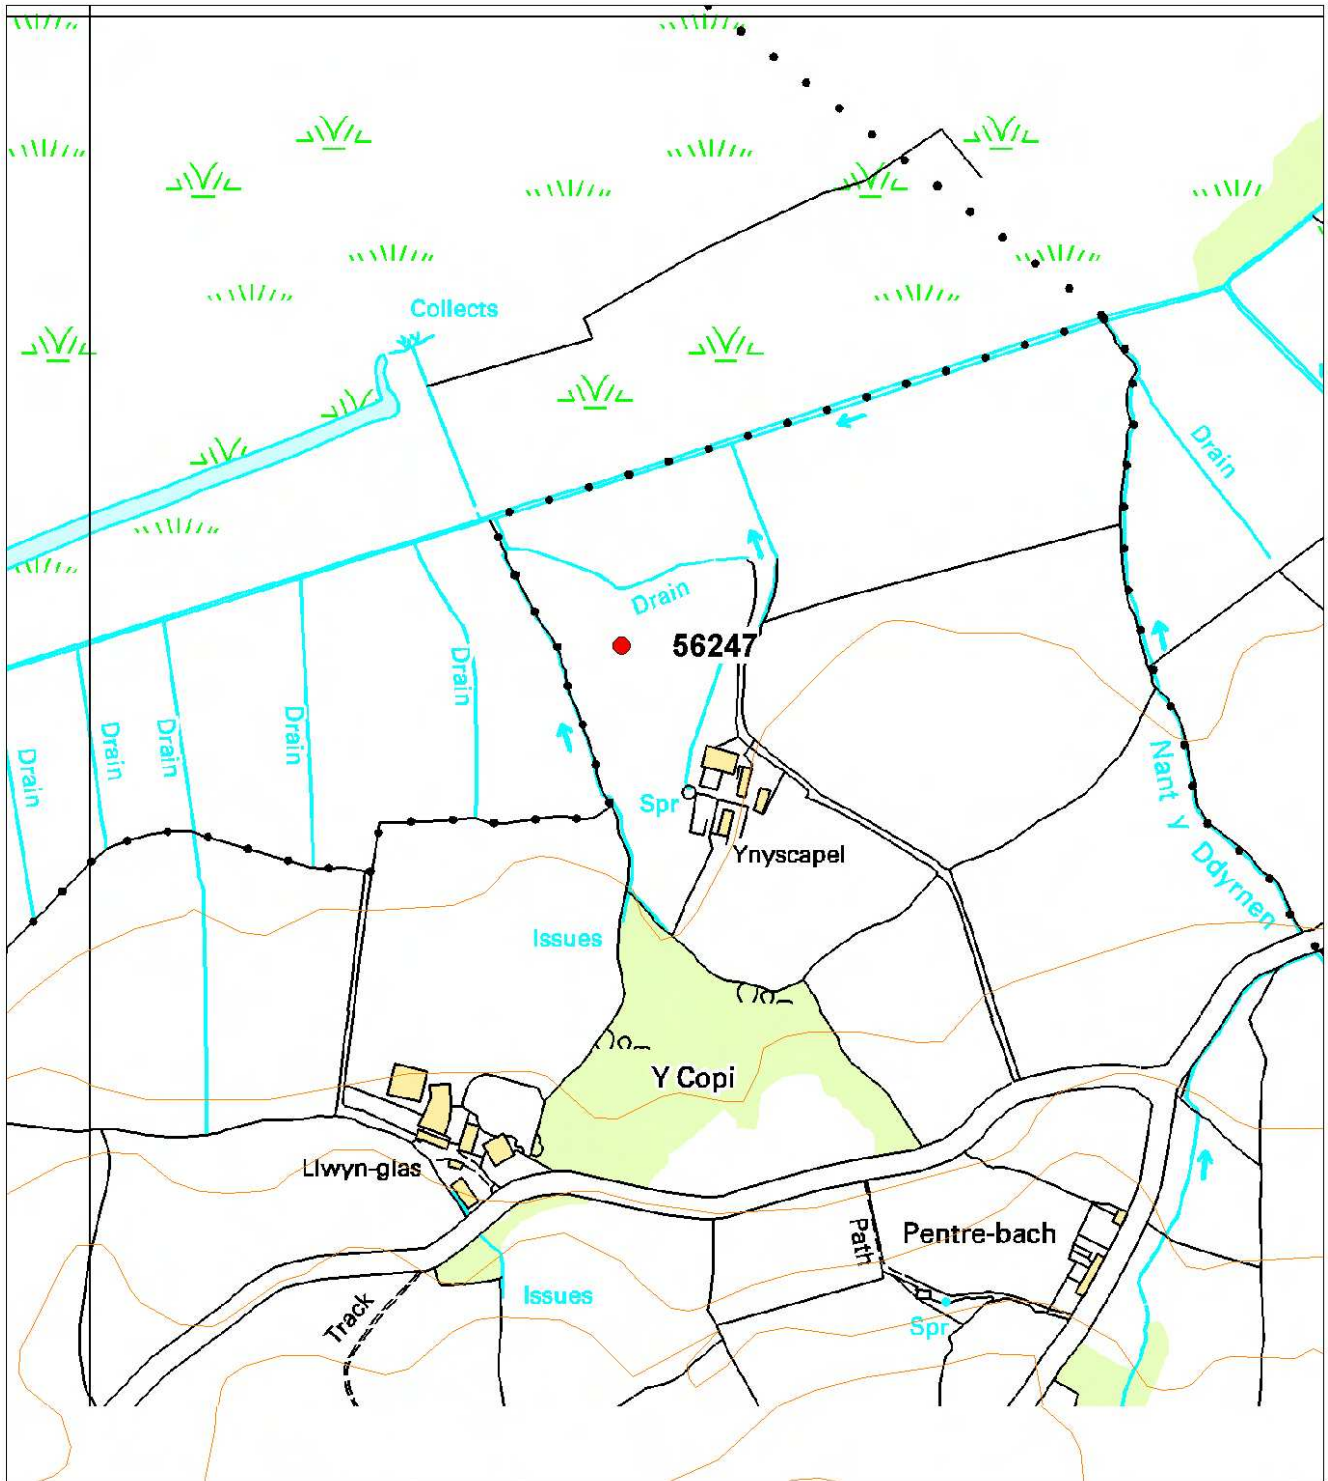 Collects
Drain
Drain
56247
Drain
Drain
Drain
Drain
Drain
Nant y Ddyrnen
Spr
Ynyscapel
Issues
Y Copi
Llwyn-glas
Path
Pentre-bach
Issues
Track
Spr